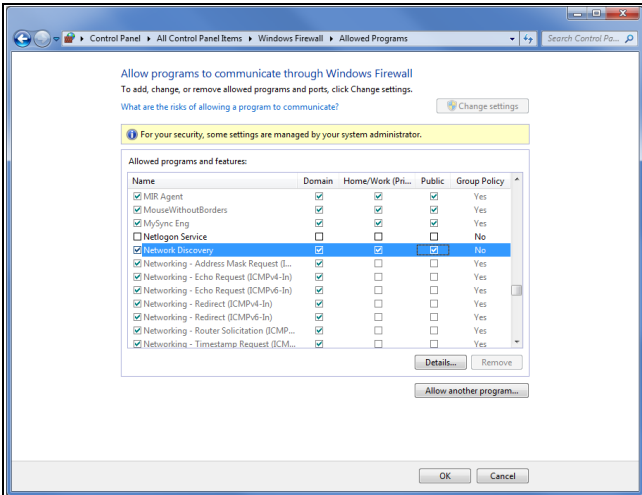 Control Panel ▸ All Control Panel Items ▸ Windows Firewall ▸ Allowed Programs
Search Control Pa...
Allow programs to communicate through Windows Firewall
To add, change, or remove allowed programs and ports, click Change settings.
What are the risks of allowing a program to communicate?
Change settings
For your security, some settings are managed by your system administrator.
Allowed programs and features:
Name Domain Home/Work (Pri... Public Group Policy
MIR Agent Yes
MouseWithoutBorders Yes
MySync Eng Yes
Netlogon Service No
Network Discovery No
Networking - Address Mask Request (I... Yes
Networking - Echo Request (ICMPv4-In) Yes
Networking - Echo Request (ICMPv6-In) Yes
Networking - Redirect (ICMPv4-In) Yes
Networking - Redirect (ICMPv6-In) Yes
Networking - Router Solicitation (ICMP... Yes
Networking - Timestamp Request (ICM... Yes
Details... Remove
Allow another program...
OK Cancel